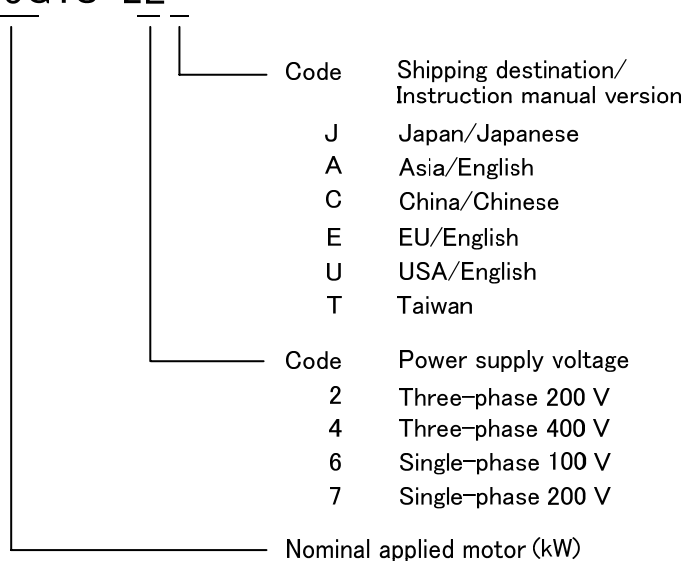 Code Shipping destination/
Instruction manual version
J Japan/Japanese
A Asia/English
C China/Chinese
E EU/English
U USA/English
T Taiwan
Code Power supply voltage
2 Three-phase 200 V
4 Three-phase 400 V
6 Single-phase 100 V
7 Single-phase 200 V
Nominal applied motor (kW)